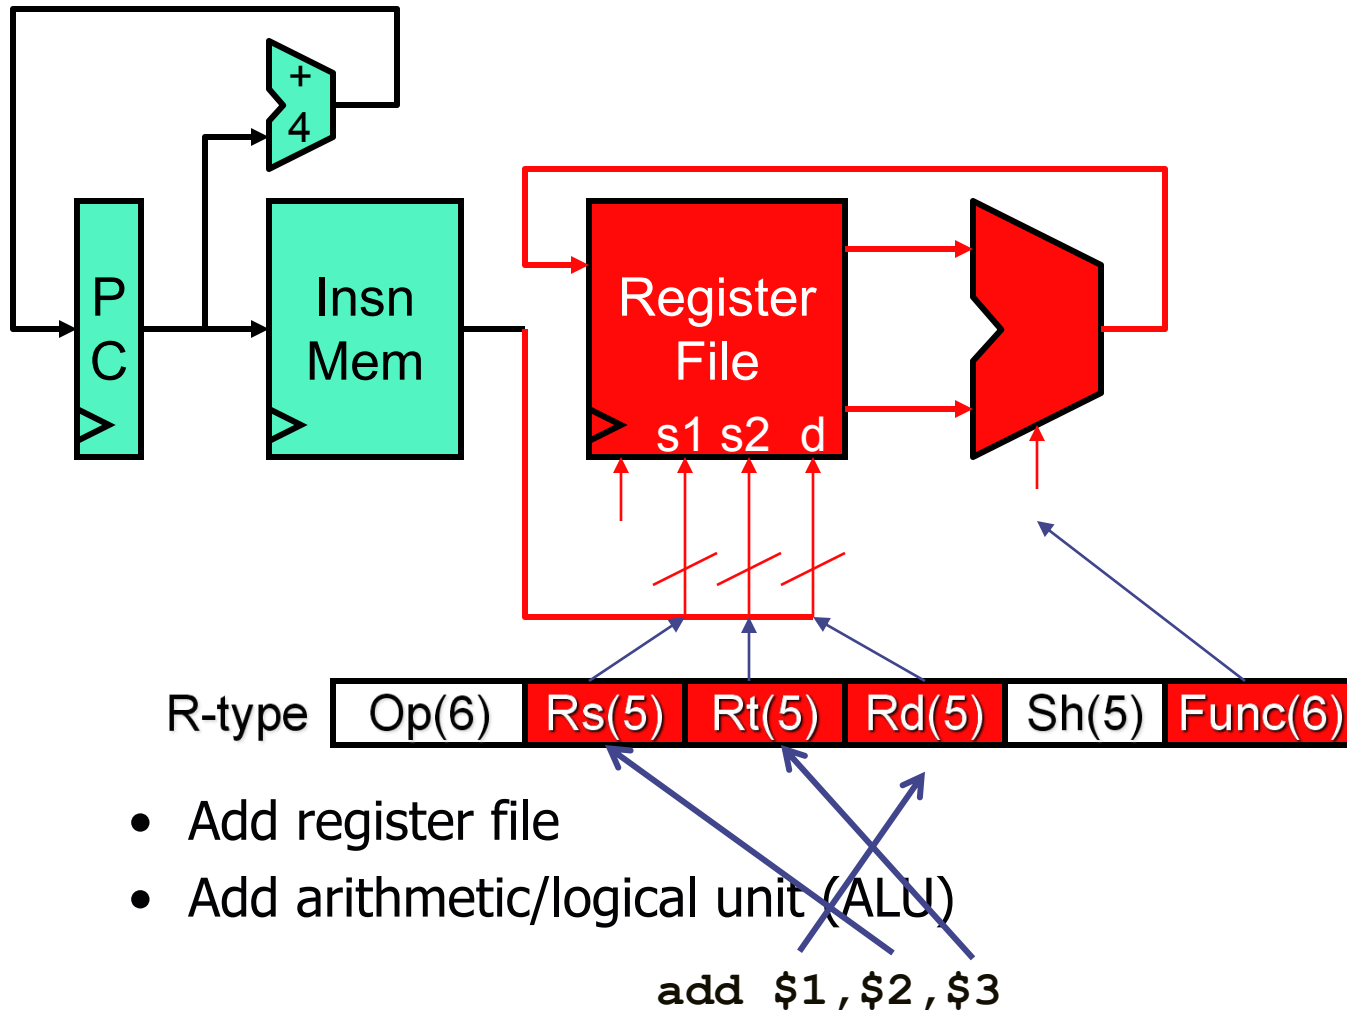 +
4
P
C
Insn
Mem
Register
File
s1 s2 d
R-type Op(6) Rs(5) Rt(5) Rd(5) Sh(5) Func(6)
• Add register file
• Add arithmetic/logical unit (ALU)
add $1,$2,$3